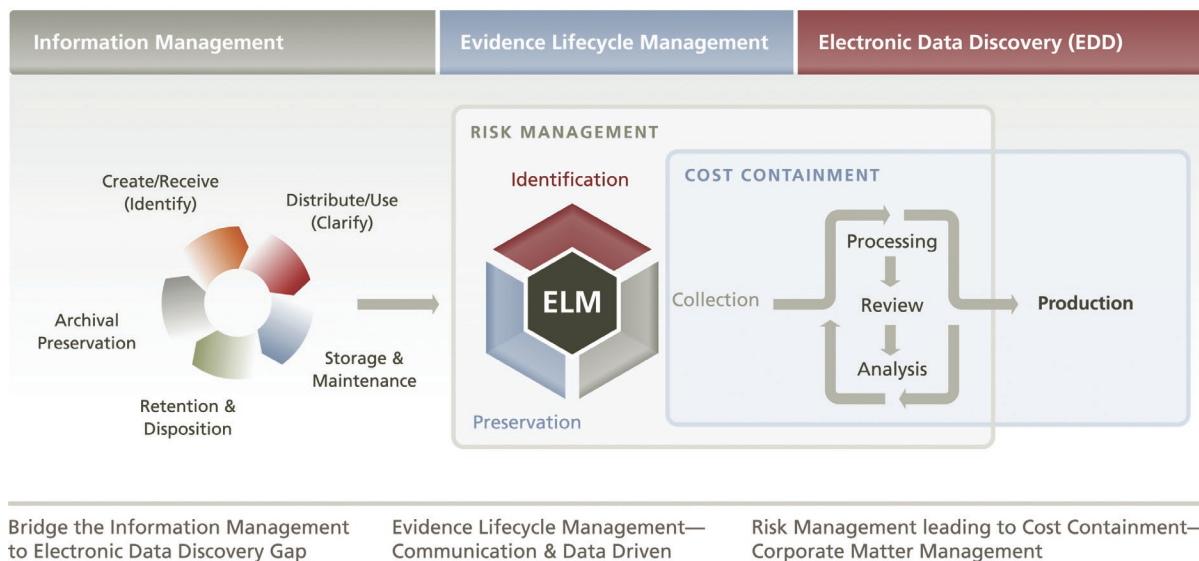 Information Management
Evidence Lifecycle Management
Electronic Data Discovery (EDD)
RISK MANAGEMENT
COST CONTAINMENT
Create/Receive
(Identify)
Distribute/Use
(Clarify)
Archival
Preservation
Storage &
Maintenance
Retention &
Disposition
Identification
ELM
Preservation
Collection
Processing
Review
Analysis
Production
Bridge the Information Management
to Electronic Data Discovery Gap
Evidence Lifecycle Management—
Communication & Data Driven
Risk Management leading to Cost Containment—
Corporate Matter Management